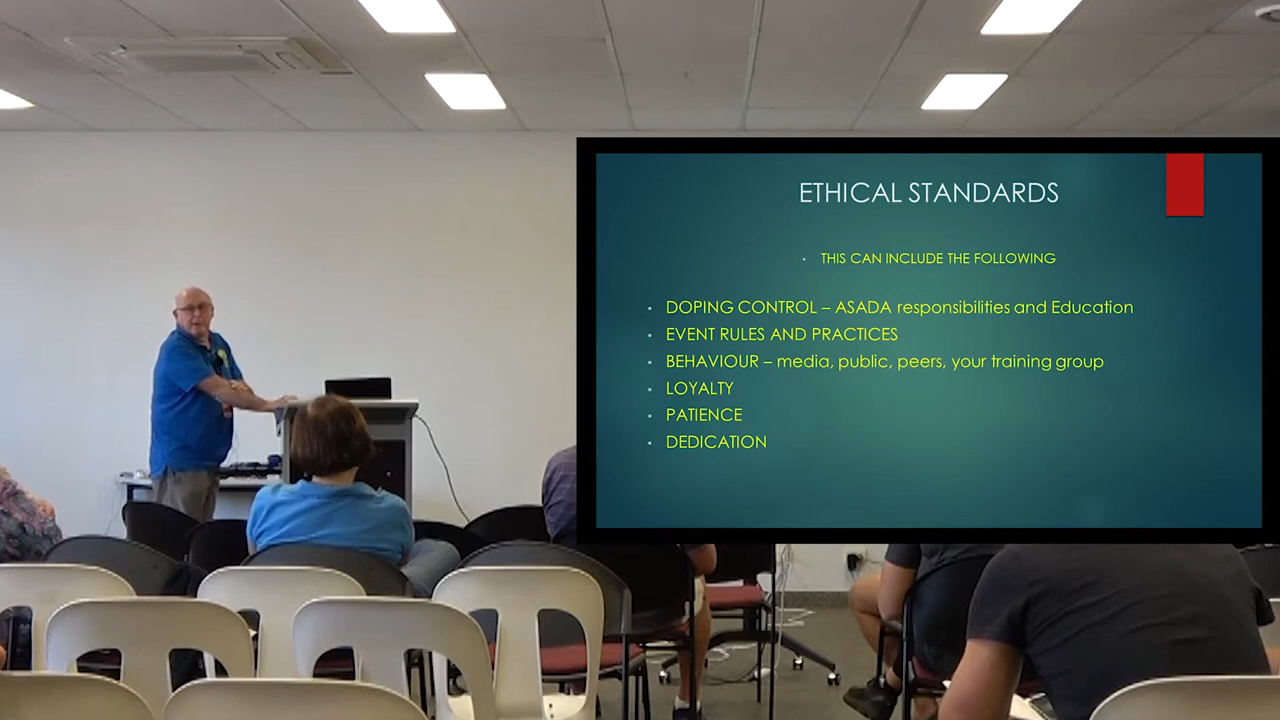 ETHICAL STANDARDS
• THIS CAN INCLUDE THE FOLLOWING
• DOPING CONTROL – ASADA responsibilities and Education
• EVENT RULES AND PRACTICES
• BEHAVIOUR – media, public, peers, your training group
• LOYALTY
• PATIENCE
• DEDICATION